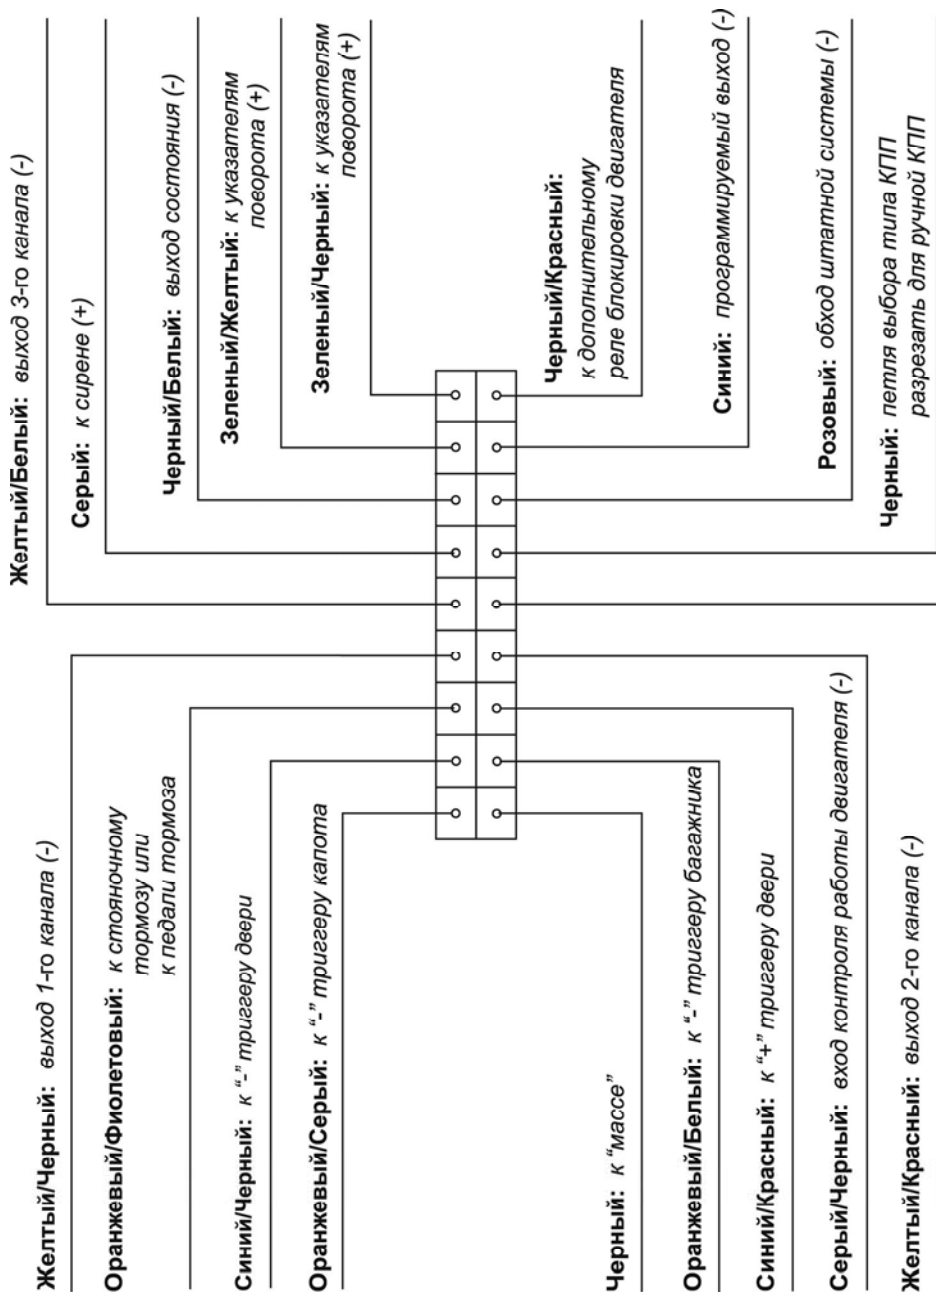 Желтый/Черный: выход 1-го канала (-)
Оранжевый/Фиолетовый: к стояночному
тормозу или
к педали тормоза
Синий/Черный: к “-” триггеру двери
Оранжевый/Серый: к “-” триггеру капота
Черный: к “массе”
Оранжевый/Белый: к “-” триггеру багажника
Синий/Красный: к “+” триггеру двери
Серый/Черный: вход контроля работы двигателя (-)
Желтый/Красный: выход 2-го канала (-)
Желтый/Белый: выход 3-го канала (-)
Серый: к сирене (+)
Черный/Белый: выход состояния (-)
Зеленый/Желтый: к указателям
поворота (+)
Зеленый/Черный: к указателям
поворота (+)
Черный/Красный:
к дополнительному
реле блокировки двигателя
Синий: программируемый выход (-)
Розовый: обход штатной системы (-)
Черный: петля выбора типа КПП
разрезать для ручной КПП